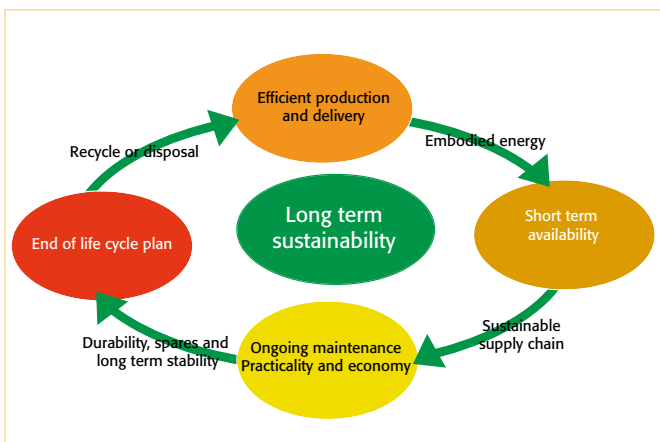 Efficient production
and delivery
Recycle or disposal
Embodied energy
Long term
sustainability
End of life cycle plan
Short term
availability
Durability, spares and
long term stability
Ongoing maintenance
Practicality and economy
Sustainable
supply chain